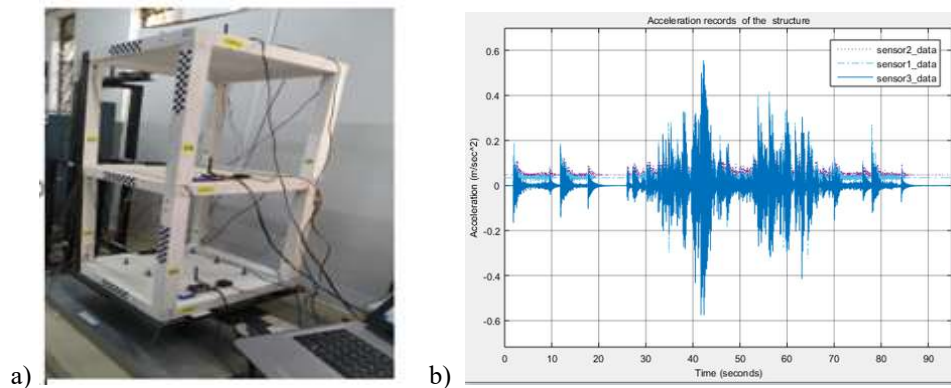 a)
b)
Acceleration records of the structure
sensor2_data
sensor1_data
sensor3_data
Acceleration (m/sec^2)
0.6
0.4
0.2
0
-0.2
-0.4
-0.6
0 10 20 30 40 50 60 70 80 90
Time (seconds)